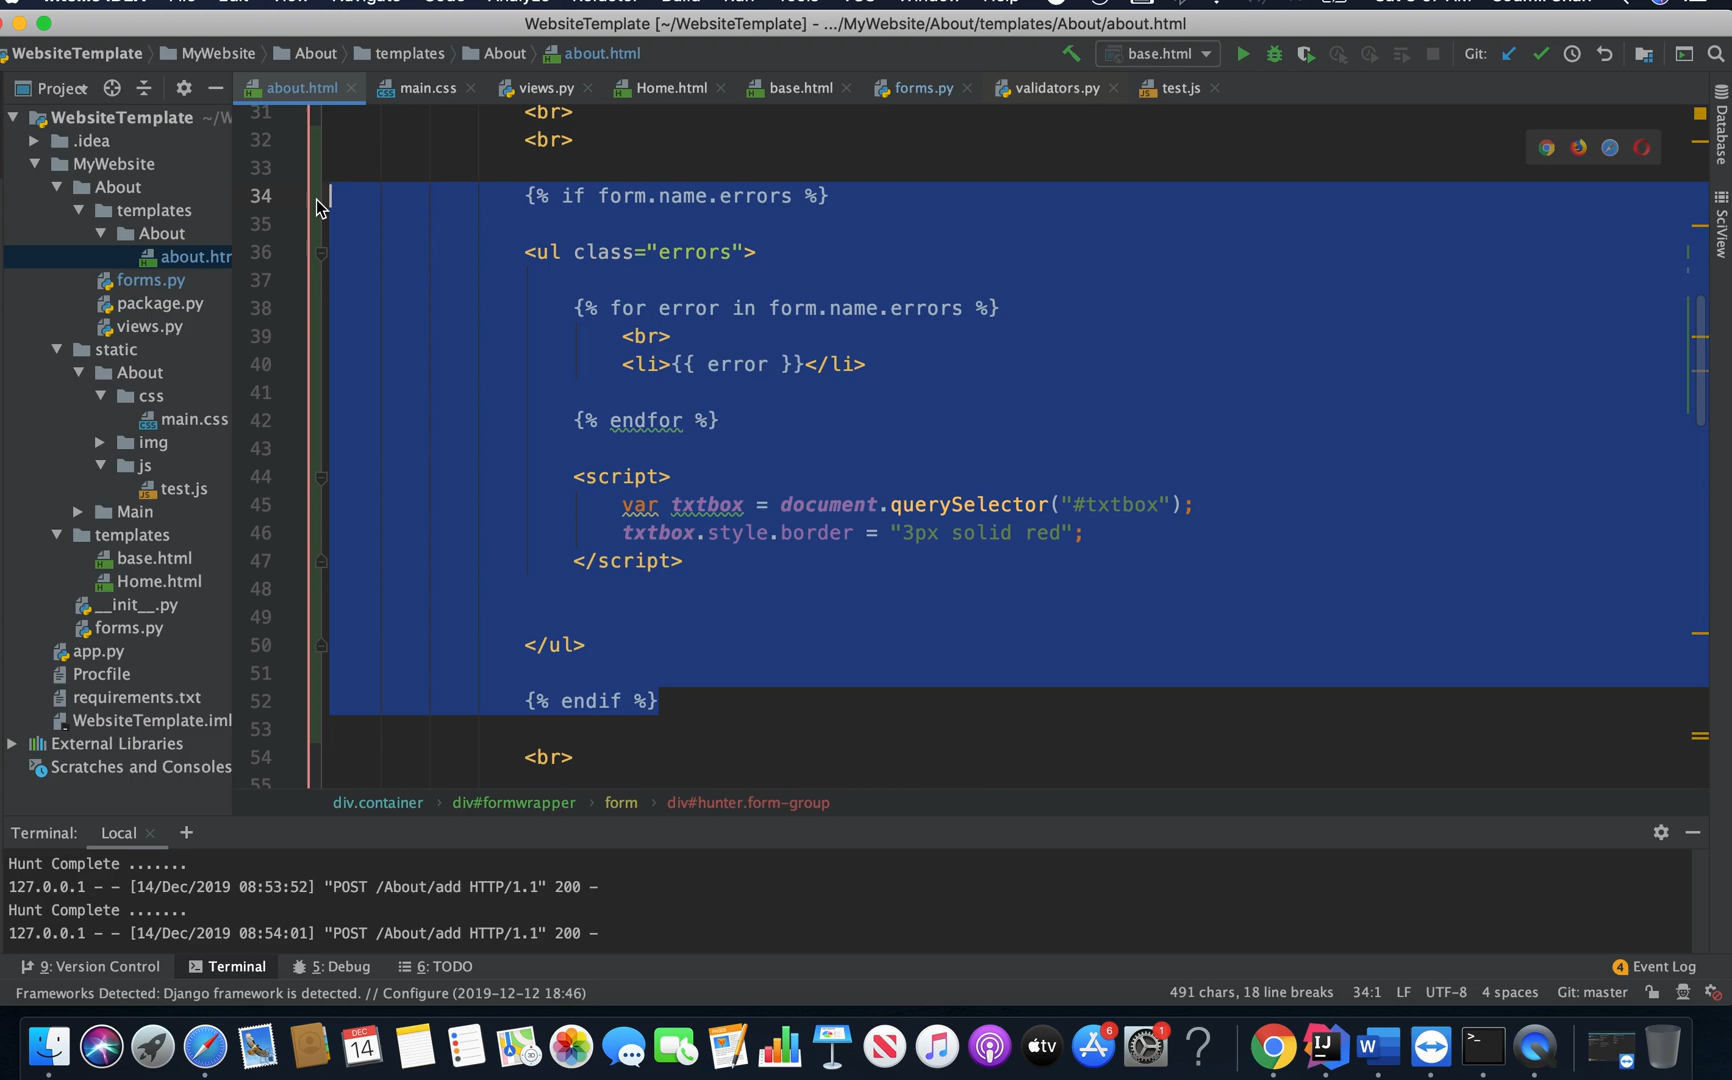 WebsiteTemplate [~/WebsiteTemplate] - .../MyWebsite/About/templates/About/about.html
WebsiteTemplate MyWebsite About templates About about.html
base.html
Git:
Project
about.html main.css views.py Home.html base.html forms.py validators.py test.js
WebsiteTemplate ~/W
.idea
MyWebsite
About
templates
About
about.htr
forms.py
package.py
views.py
static
About
css
main.css
img
js
test.js
Main
templates
base.html
Home.html
__init__.py
forms.py
app.py
Procfile
requirements.txt
WebsiteTemplate.iml
External Libraries
Scratches and Consoles
31 <br>
32 <br>
33
34 {% if form.name.errors %}
35
36 <ul class="errors">
37
38 {% for error in form.name.errors %}
39 <br>
40 <li>{{ error }}</li>
41
42 {% endfor %}
43
44 <script>
45 var txtbox = document.querySelector("#txtbox");
46 txtbox.style.border = "3px solid red";
47 </script>
48
49
50 </ul>
51
52 {% endif %}
53
54 <br>
55
Database
SciView
div.container › div#formwrapper › form › div#hunter.form-group
Terminal: Local +
Hunt Complete .......
127.0.0.1 - - [14/Dec/2019 08:53:52] "POST /About/add HTTP/1.1" 200 -
Hunt Complete .......
127.0.0.1 - - [14/Dec/2019 08:54:01] "POST /About/add HTTP/1.1" 200 -
9: Version Control Terminal 5: Debug 6: TODO
4 Event Log
Frameworks Detected: Django framework is detected. // Configure (2019-12-12 18:46)
491 chars, 18 line breaks 34:1 LF UTF-8 4 spaces Git: master
DEC
14
tv
6
1
IJ
W